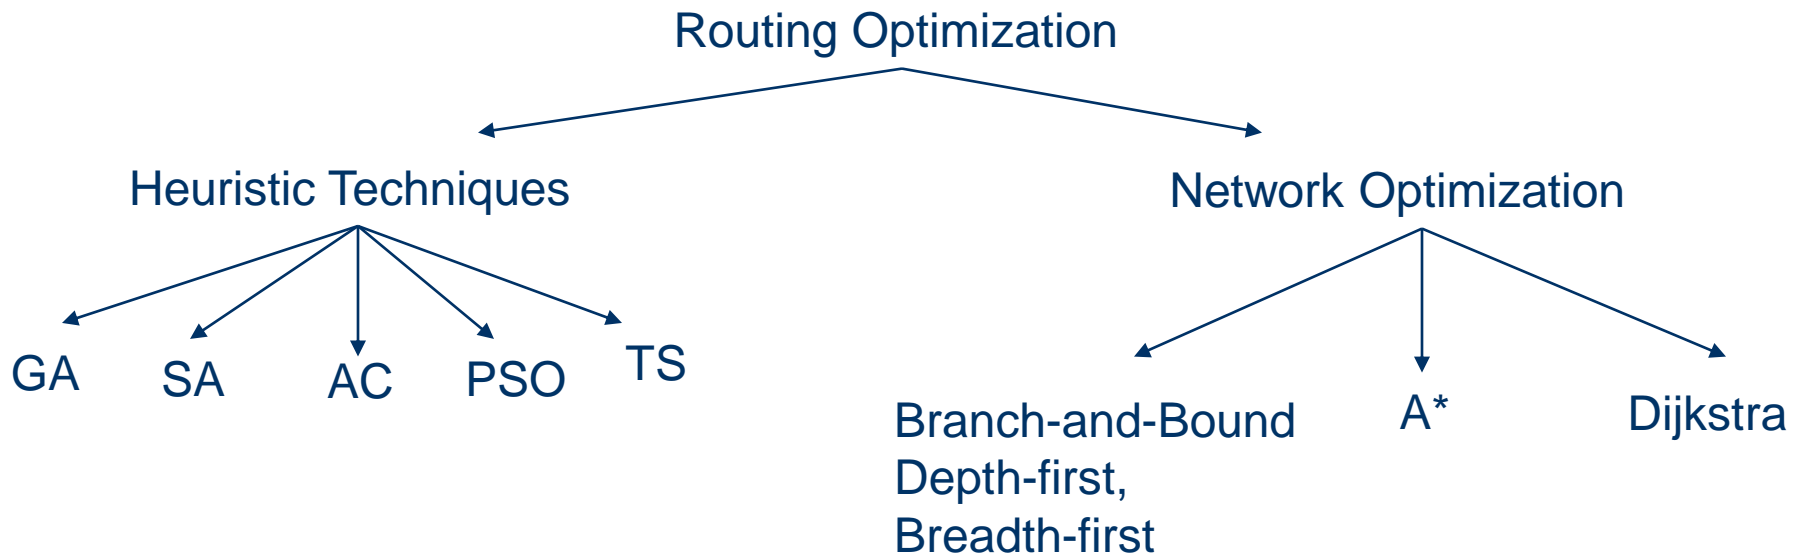 Routing Optimization
Heuristic Techniques
Network Optimization
GA
SA
AC
PSO
TS
Branch-and-Bound
Depth-first,
Breadth-first
A*
Dijkstra